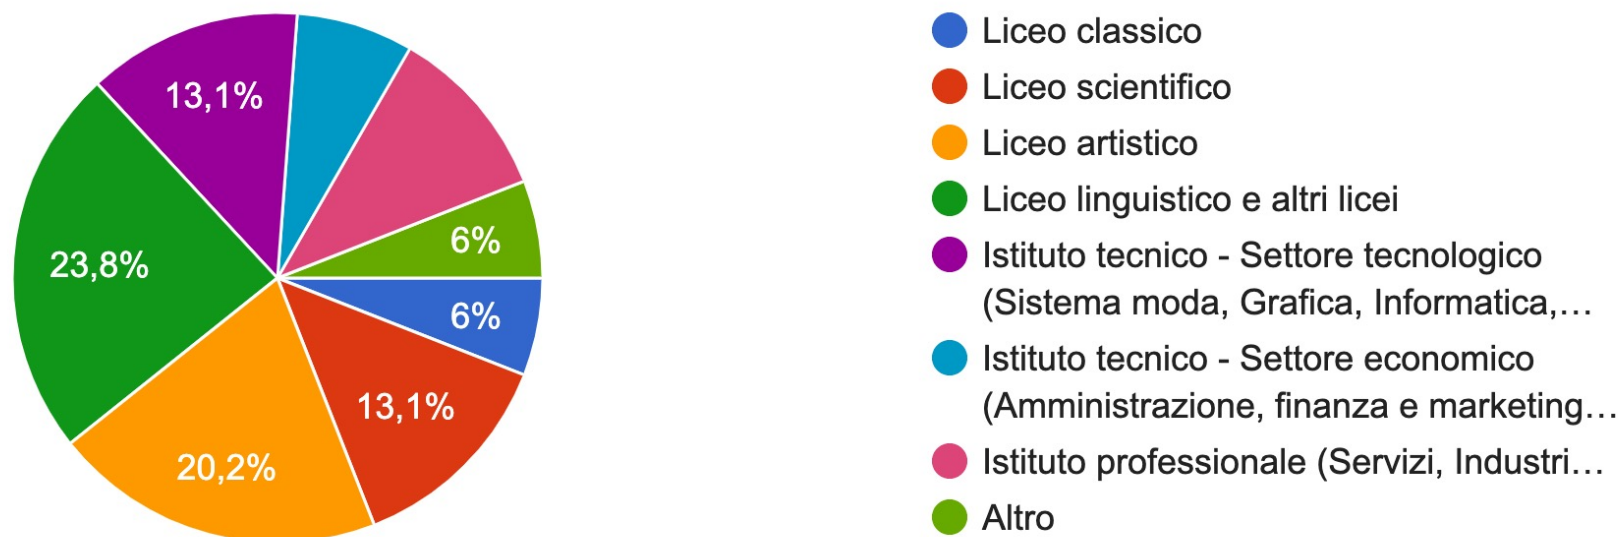 13,1%
6%
23,8%
6%
13,1%
20,2%
Liceo classico
Liceo scientifico
Liceo artistico
Liceo linguistico e altri licei
Istituto tecnico - Settore tecnologico
(Sistema moda, Grafica, Informatica,…
Istituto tecnico - Settore economico
(Amministrazione, finanza e marketing…
Istituto professionale (Servizi, Industri…
Altro